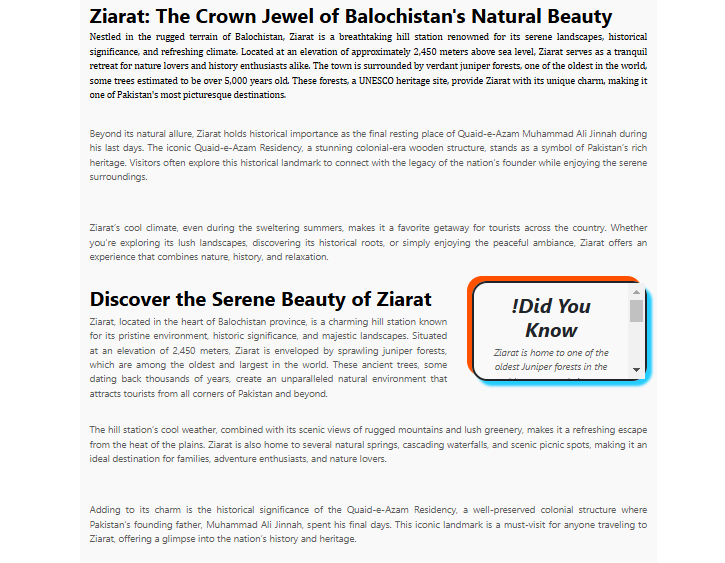 Ziarat: The Crown Jewel of Balochistan's Natural Beauty
Nestled in the rugged terrain of Balochistan, Ziarat is a breathtaking hill station renowned for its serene landscapes, historical
significance, and refreshing climate. Located at an elevation of approximately 2,450 meters above sea level, Ziarat serves as a tranquil
retreat for nature lovers and history enthusiasts alike. The town is surrounded by verdant juniper forests, one of the oldest in the world,
some trees estimated to be over 5,000 years old. These forests, a UNESCO heritage site, provide Ziarat with its unique charm, making it
one of Pakistan's most picturesque destinations.
Beyond its natural allure, Ziarat holds historical importance as the final resting place of Quaid-e-Azam Muhammad Ali Jinnah during
his last days. The iconic Quaid-e-Azam Residency, a stunning colonial-era wooden structure, stands as a symbol of Pakistan's rich
heritage. Visitors often explore this historical landmark to connect with the legacy of the nation's founder while enjoying the serene
surroundings.
Ziarat's cool climate, even during the sweltering summers, makes it a favorite getaway for tourists across the country. Whether
you're exploring its lush landscapes, discovering its historical roots, or simply enjoying the peaceful ambiance, Ziarat offers an
experience that combines nature, history, and relaxation.
Discover the Serene Beauty of Ziarat
Ziarat, located in the heart of Balochistan province, is a charming hill station known
for its pristine environment, historic significance, and majestic landscapes. Situated
at an elevation of 2,450 meters, Ziarat is enveloped by sprawling juniper forests,
which are among the oldest and largest in the world. These ancient trees, some
dating back thousands of years, create an unparalleled natural environment that
attracts tourists from all corners of Pakistan and beyond.
!Did You
Know
Ziarat is home to one of the
oldest Juniper forests in the
The hill station's cool weather, combined with its scenic views of rugged mountains and lush greenery, makes it a refreshing escape
from the heat of the plains. Ziarat is also home to several natural springs, cascading waterfalls, and scenic picnic spots, making it an
ideal destination for families, adventure enthusiasts, and nature lovers.
Adding to its charm is the historical significance of the Quaid-e-Azam Residency, a well-preserved colonial structure where
Pakistan's founding father, Muhammad Ali Jinnah, spent his final days. This iconic landmark is a must-visit for anyone traveling to
Ziarat, offering a glimpse into the nation's history and heritage.